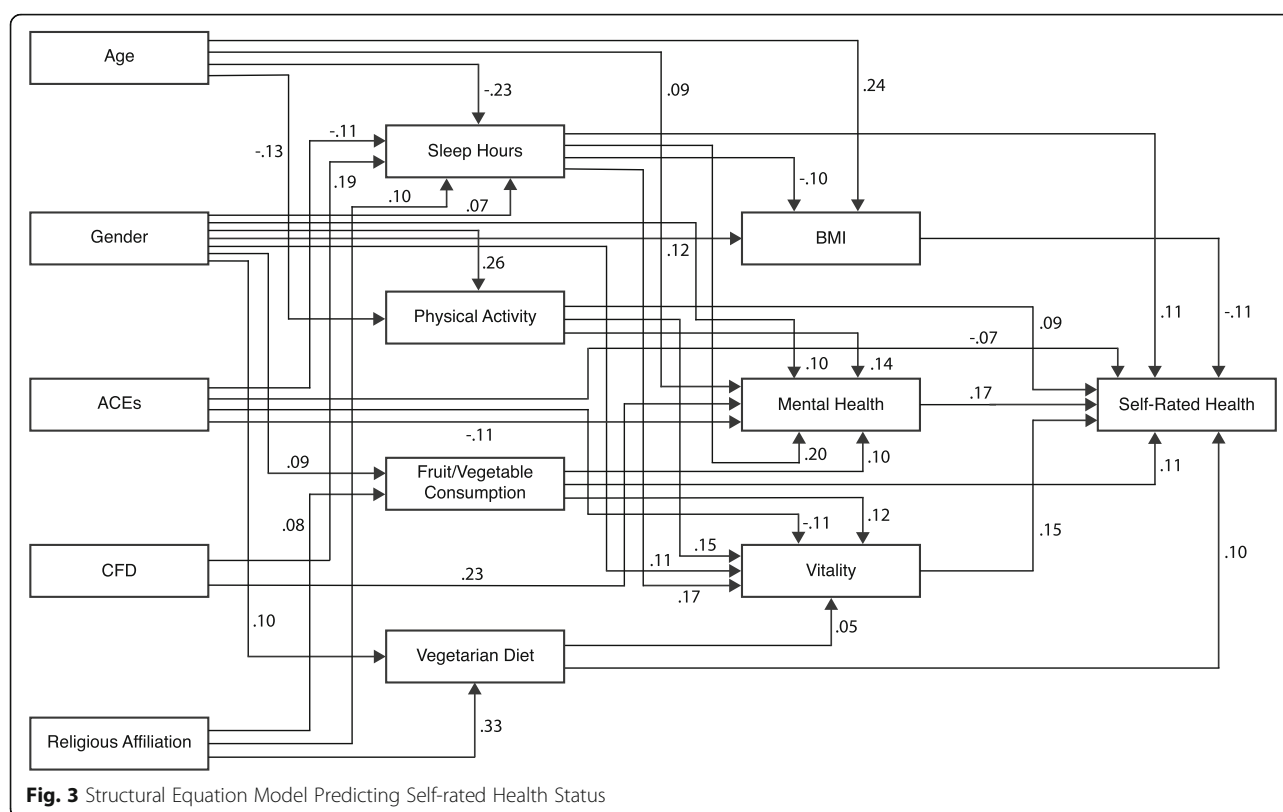 Age
-.23
.09
.24
-.11
Sleep Hours
-.13
.19
.10
.07
-.10
Gender
.12
BMI
.26
Physical Activity
.09
.11
-.11
-.07
.10
.14
ACEs
Mental Health
.17
Self-Rated Health
-.11
.20
.10
.11
.09
Fruit/Vegetable
Consumption
.08
-.11
.12
.15
.15
.10
CFD
.23
.11
Vitality
.17
.10
.05
Vegetarian Diet
.33
Religious Affiliation
Fig. 3 Structural Equation Model Predicting Self-rated Health Status